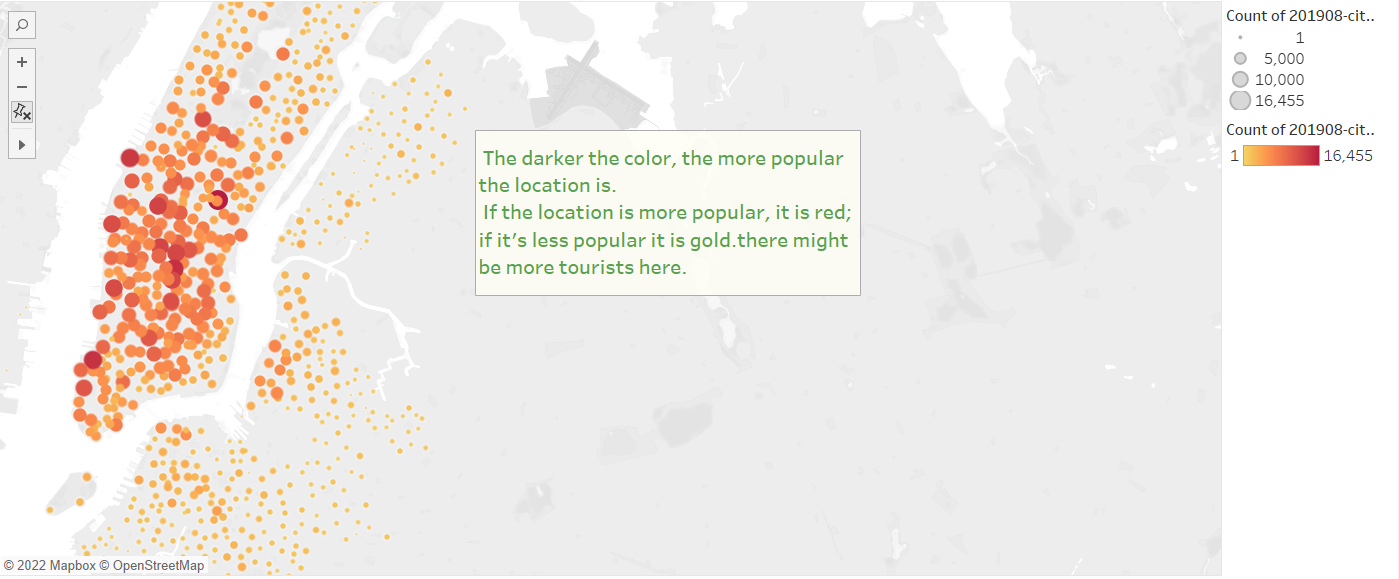 Count of 201908-cit..
1
5,000
10,000
16,455
Count of 201908-cit..
1 16,455
The darker the color, the more popular
the location is.
If the location is more popular, it is red;
if it’s less popular it is gold.there might
be more tourists here.
© 2022 Mapbox © OpenStreetMap